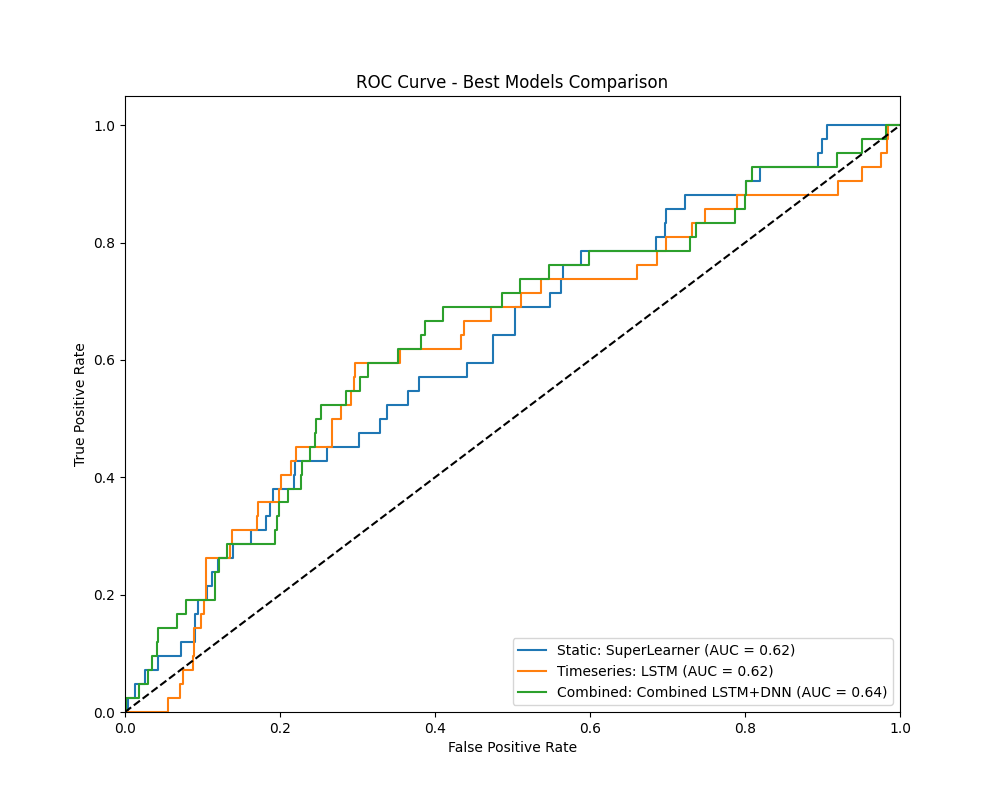 ROC Curve - Best Models Comparison
True Positive Rate
1.0
0.8
0.6
0.4
0.2
0.0
0.0 0.2 0.4 0.6 0.8 1.0
False Positive Rate
Static: SuperLearner (AUC = 0.62)
Timeseries: LSTM (AUC = 0.62)
Combined: Combined LSTM+DNN (AUC = 0.64)